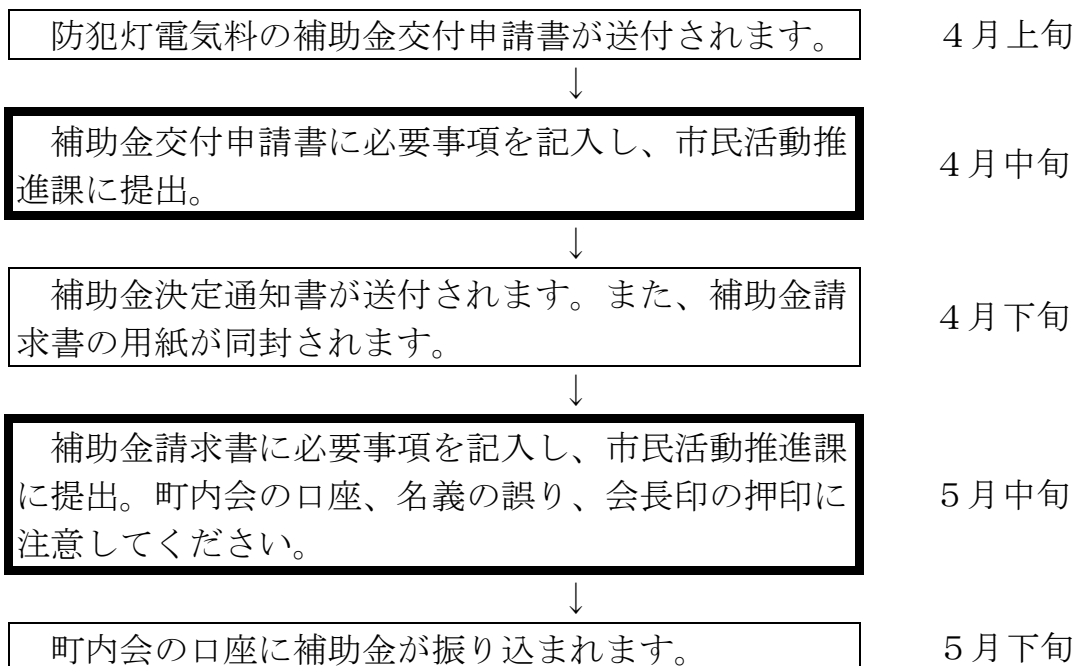 防犯灯電気料の補助金交付申請書が送付されます。 ４月上旬
↓
補助金交付申請書に必要事項を記入し、市民活動推
進課に提出。
４月中旬
↓
補助金決定通知書が送付されます。また、補助金請
求書の用紙が同封されます。
４月下旬
↓
補助金請求書に必要事項を記入し、市民活動推進課
に提出。町内会の口座、名義の誤り、会長印の押印に
注意してください。
５月中旬
↓
町内会の口座に補助金が振り込まれます。 ５月下旬